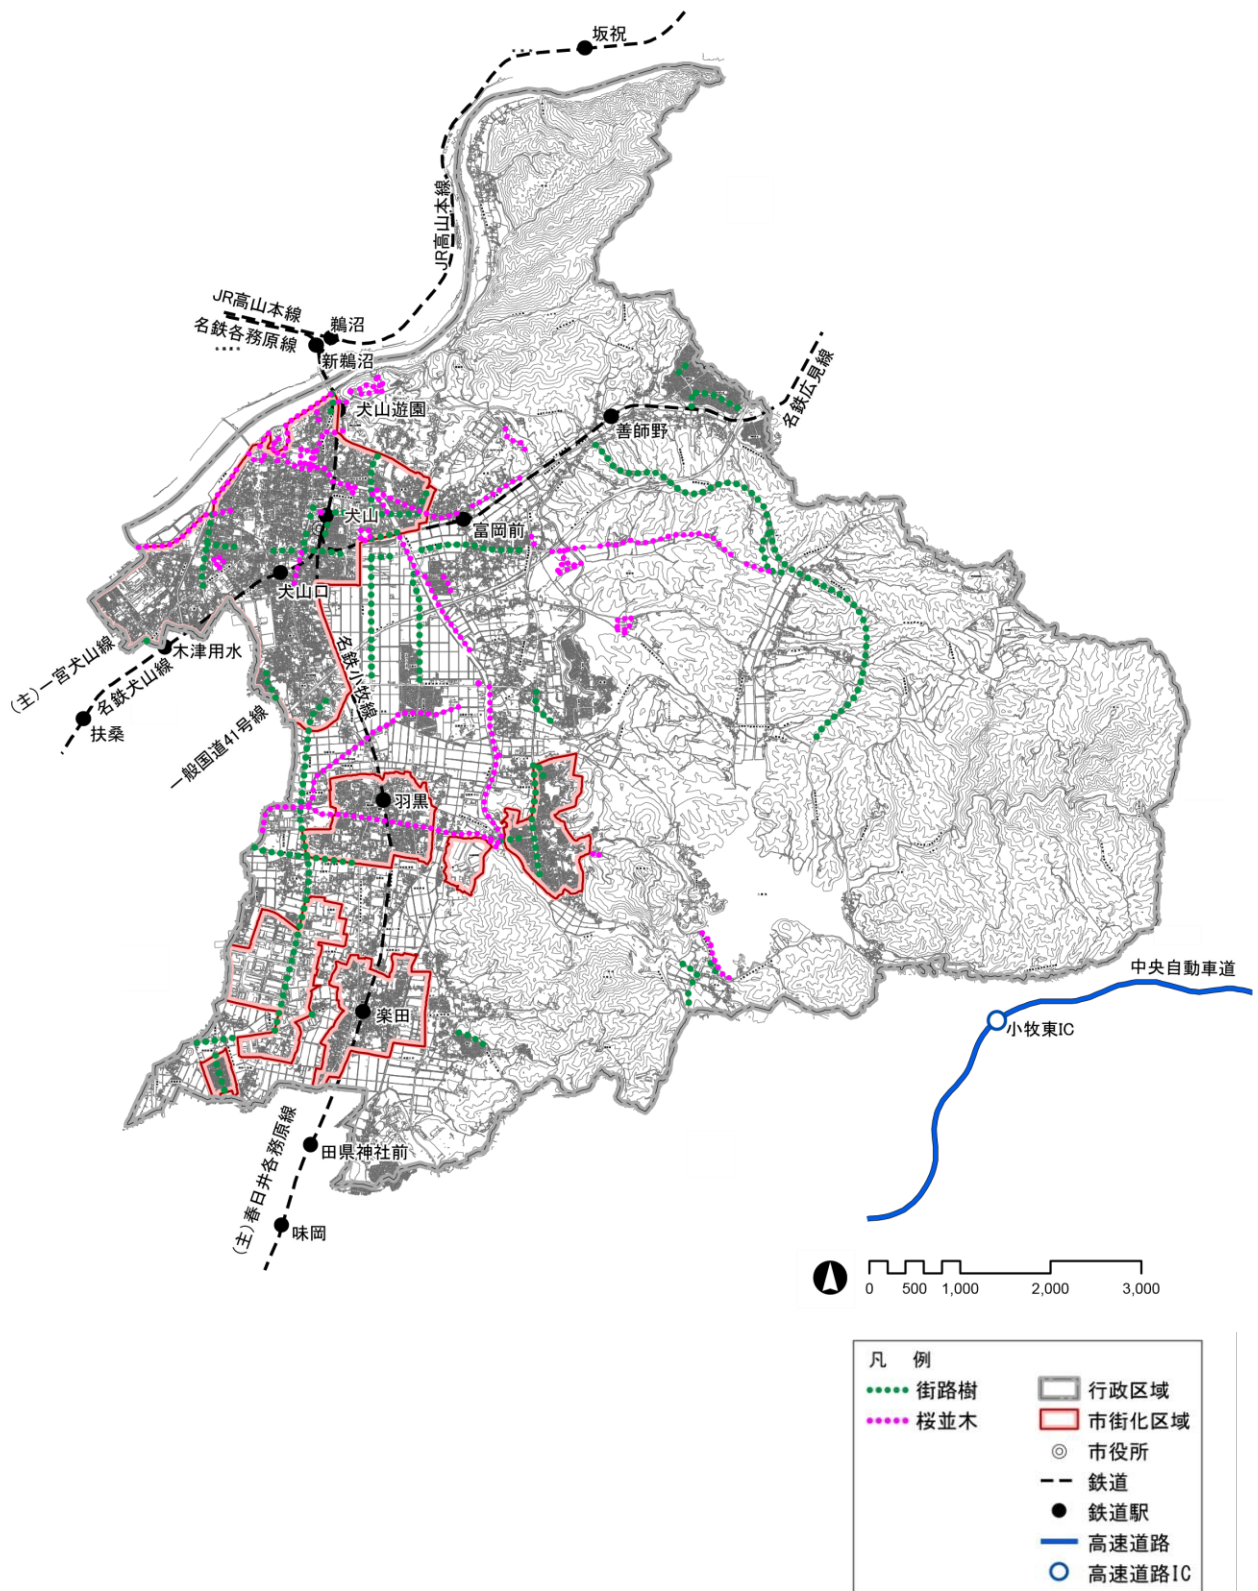 坂祝
JR高山本線
JR高山本線
鵜沼
名鉄各務原線
新鵜沼
犬山遊園
名鉄広見線
善師野
犬山
富岡前
犬山口
木津用水
(主)一宮犬山線
名鉄犬山線
名鉄小牧線
扶桑
一般国道41号線
羽黒
中央自動車道
楽田
小牧東IC
田県神社前
(主)春日井各務原線
味岡
0 500 1,000 2,000 3,000
凡 例
街路樹
桜並木
行政区域
市街化区域
市役所
鉄道
鉄道駅
高速道路
高速道路IC